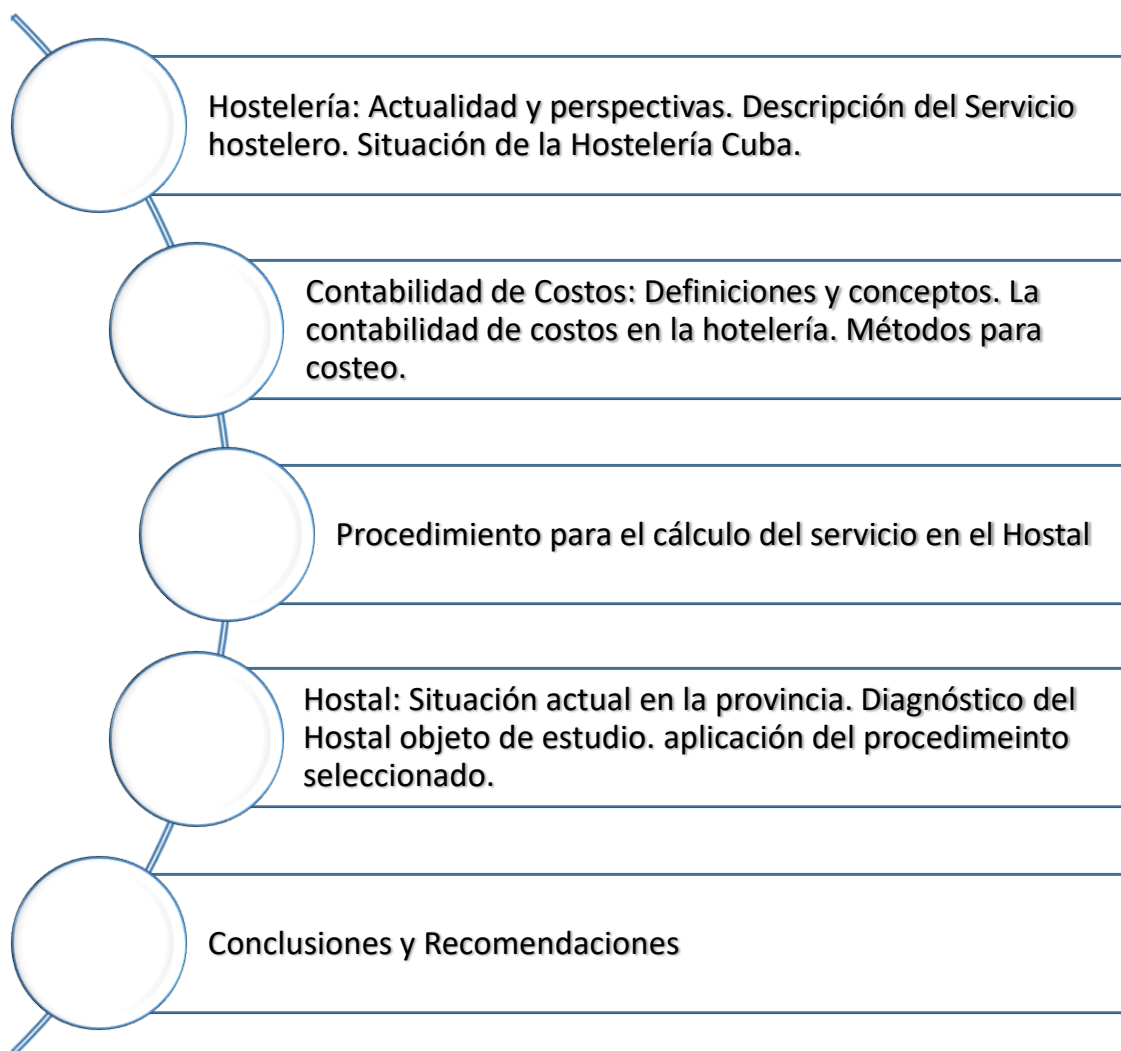 Hostelería: Actualidad y perspectivas. Descripción del Servicio
hostelero. Situación de la Hostelería Cuba.
Contabilidad de Costos: Definiciones y conceptos. La
contabilidad de costos en la hotelería. Métodos para
costeo.
Procedimiento para el cálculo del servicio en el Hostal
Hostal: Situación actual en la provincia. Diagnóstico del
Hostal objeto de estudio. aplicación del procedimeinto
seleccionado.
Conclusiones y Recomendaciones